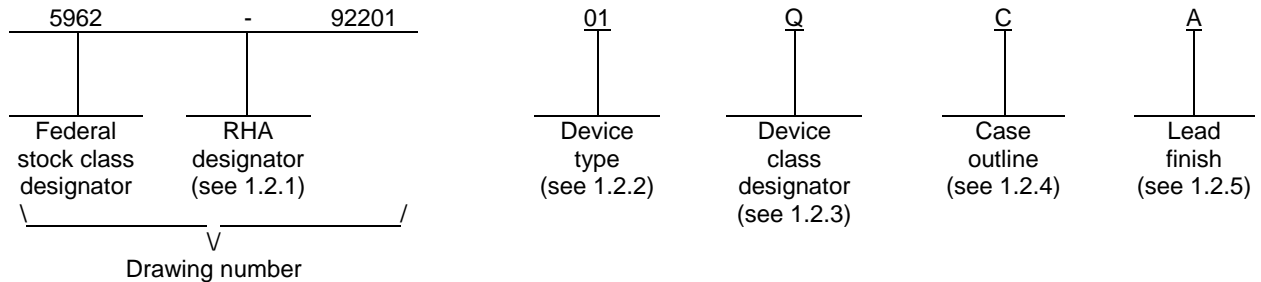 5962 - 92201 01 Q C A
Federal stock class designator
RHA designator (see 1.2.1)
Device type (see 1.2.2)
Device class designator (see 1.2.3)
Case outline (see 1.2.4)
Lead finish (see 1.2.5)
\ /
\/
Drawing number